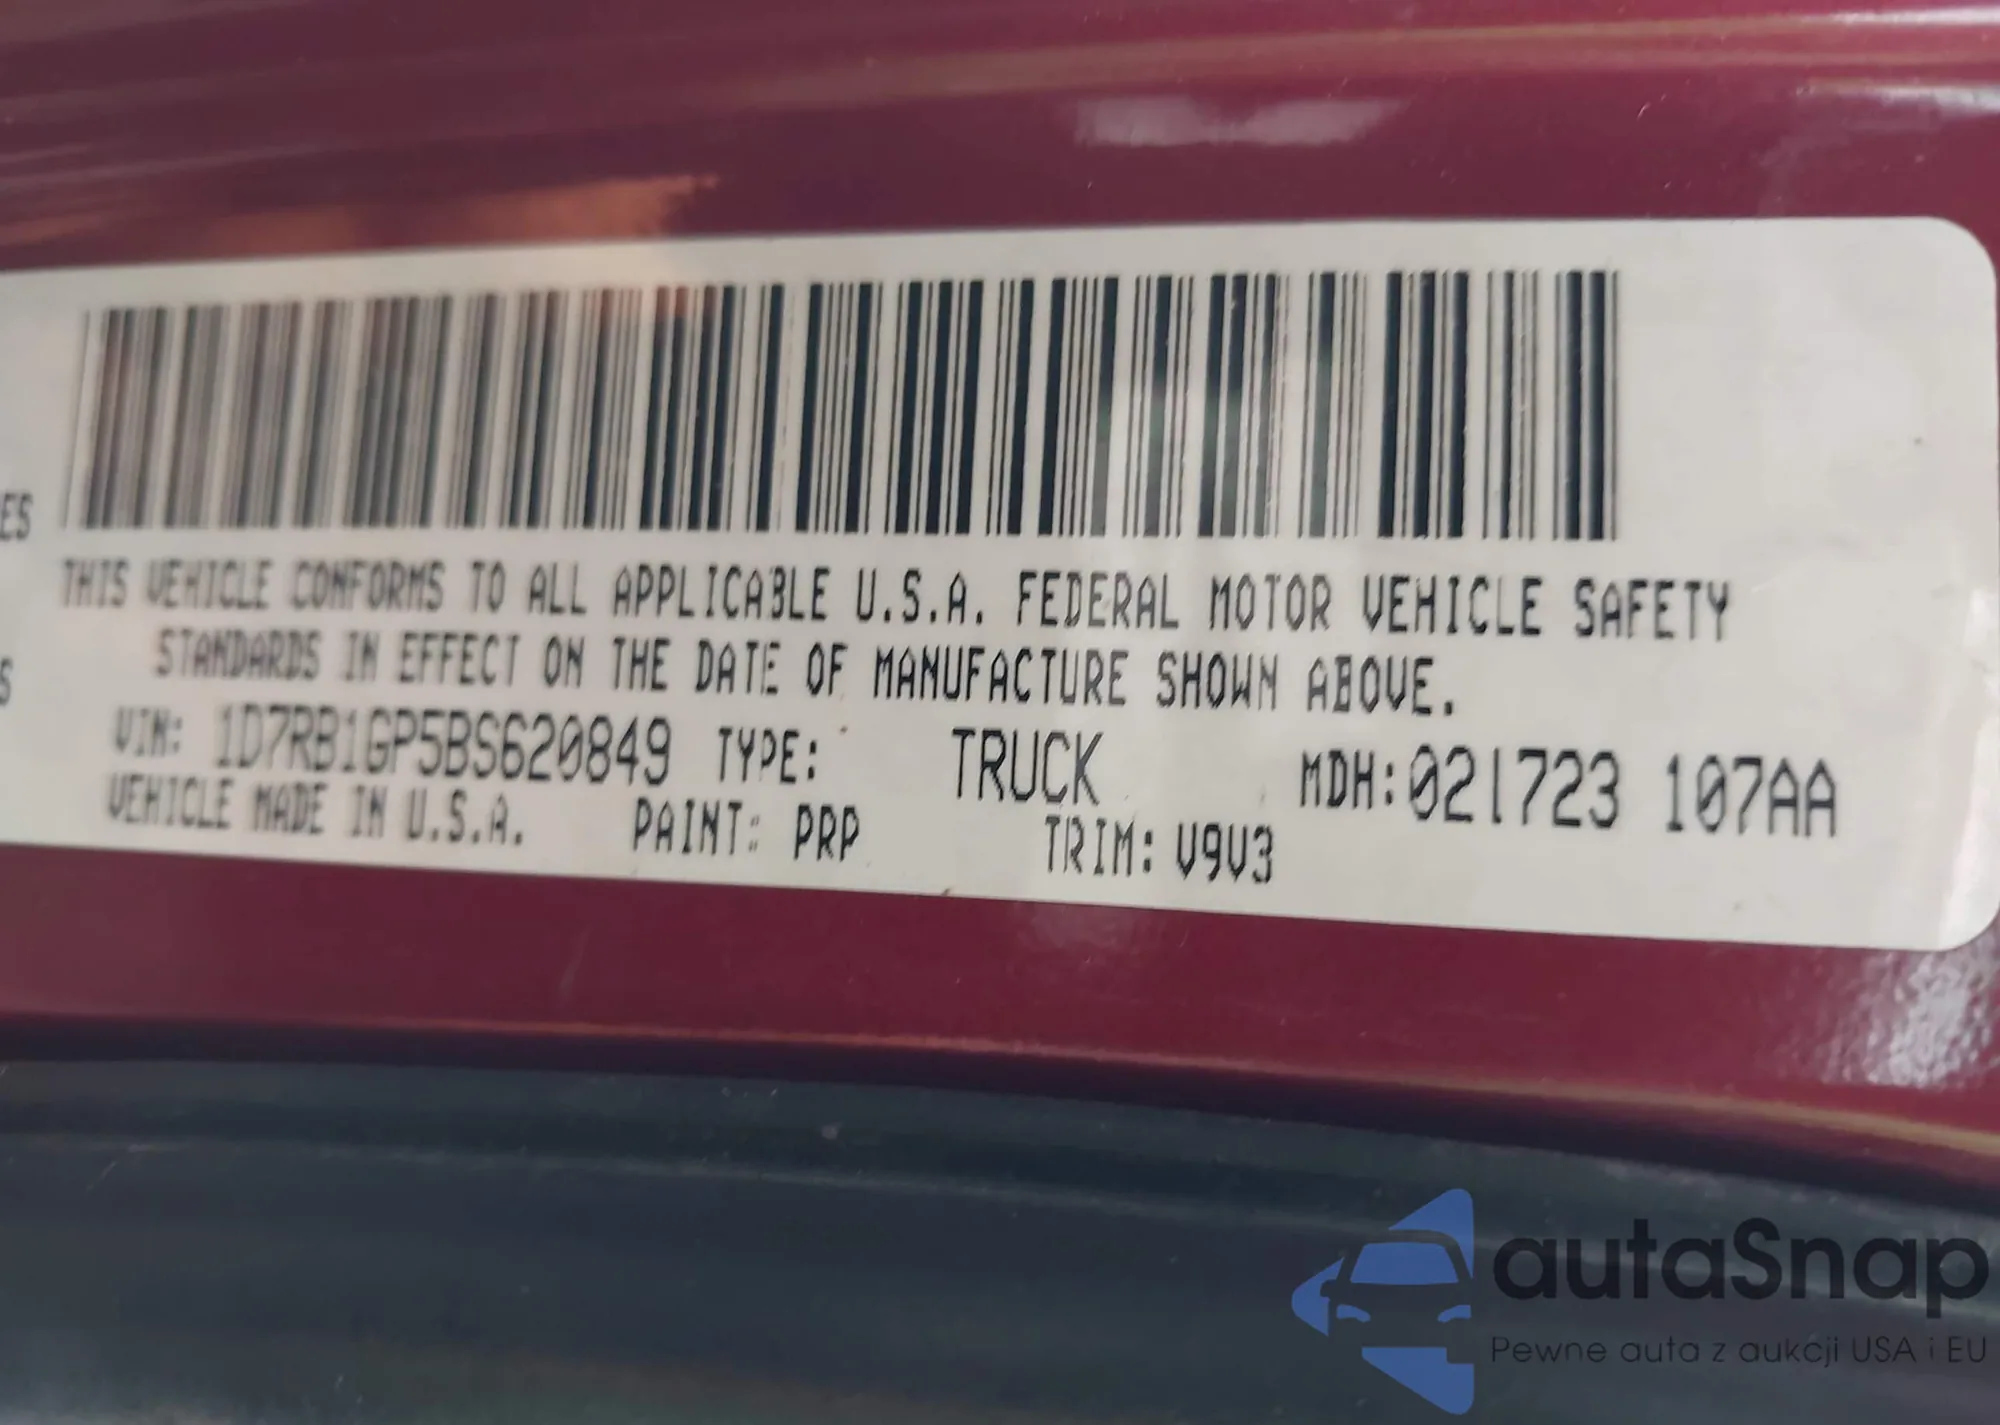 ES
THIS VEHICLE CONFORMS TO ALL APPLICABLE U.S.A. FEDERAL MOTOR VEHICLE SAFETY
S
STANDARDS IN EFFECT ON THE DATE OF MANUFACTURE SHOWN ABOVE.
VIN: 1D7RB1GP5BS620849 TYPE: TRUCK MDH:021723 107AA
VEHICLE MADE IN U.S.A. PAINT: PRP TRIM: V9V3
autaSnap
Pewne auta z aukcji USA i EU